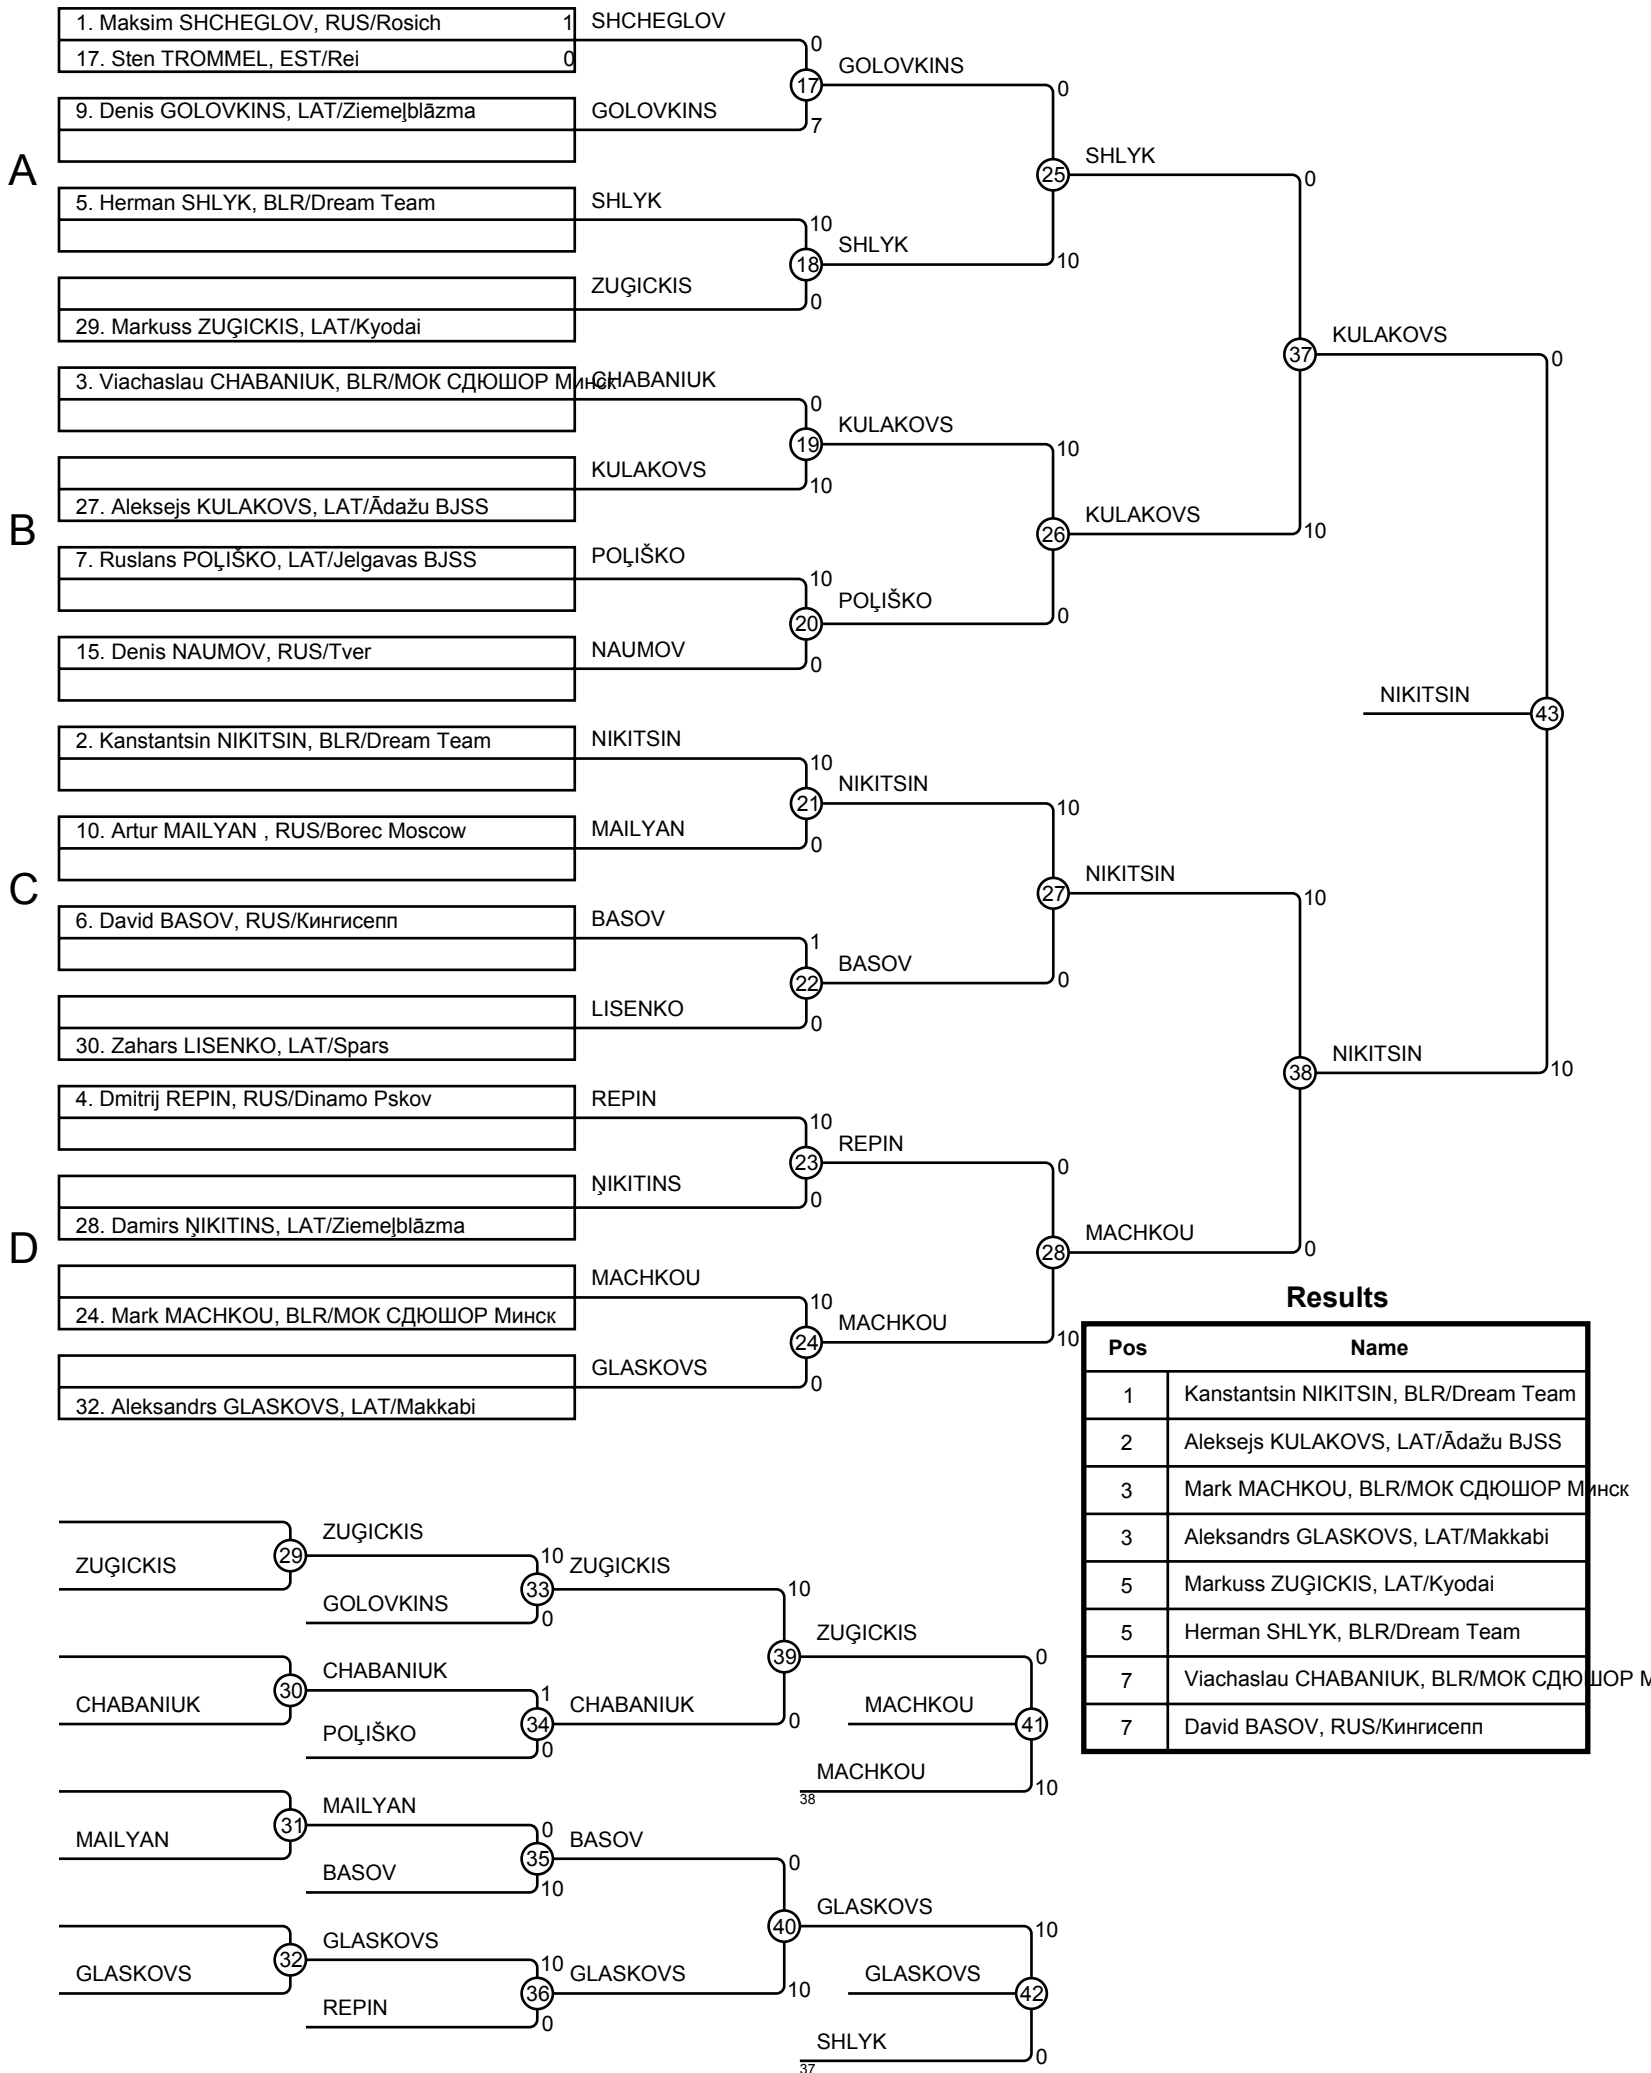 1. Maksim SHCHEGLOV, RUS/Rosich 1 SHCHEGLOV
17. Sten TROMMEL, EST/Rei 0
0
17 GOLOVKINS
9. Denis GOLOVKINS, LAT/Ziemeļblāzma GOLOVKINS
7
0
A
25 SHLYK
5. Herman SHLYK, BLR/Dream Team SHLYK
10
18 SHLYK
10
ZUĢICKIS
0
29. Markuss ZUĢICKIS, LAT/Kyodai
0
37 KULAKOVS
3. Viachaslau CHABANIUK, BLR/МОК СДЮШОР Минск CHABANIUK
0
19 KULAKOVS
10
KULAKOVS
10
27. Aleksejs KULAKOVS, LAT/Ādažu BJSS
B
26 KULAKOVS
10
7. Ruslans POĻIŠKO, LAT/Jelgavas BJSS POĻIŠKO
10
20 POĻIŠKO
0
15. Denis NAUMOV, RUS/Tver NAUMOV
0
0
NIKITSIN 43
2. Kanstantsin NIKITSIN, BLR/Dream Team NIKITSIN
10
21 NIKITSIN
10
10. Artur MAILYAN , RUS/Borec Moscow MAILYAN
0
C
27 NIKITSIN
10
6. David BASOV, RUS/Кингисепп BASOV
1
22 BASOV
0
LISENKO
0
30. Zahars LISENKO, LAT/Spars
38 NIKITSIN
10
4. Dmitrij REPIN, RUS/Dinamo Pskov REPIN
10
23 REPIN
0
ŅIKITINS
0
28. Damirs ŅIKITINS, LAT/Ziemeļblāzma
D
28 MACHKOU
0
MACHKOU
10
24. Mark MACHKOU, BLR/МОК СДЮШОР Минск
24 MACHKOU
10
GLASKOVS
0
32. Aleksandrs GLASKOVS, LAT/Makkabi
Results
Pos Name
1 Kanstantsin NIKITSIN, BLR/Dream Team
2 Aleksejs KULAKOVS, LAT/Ādažu BJSS
3 Mark MACHKOU, BLR/МОК СДЮШОР Минск
3 Aleksandrs GLASKOVS, LAT/Makkabi
5 Markuss ZUĢICKIS, LAT/Kyodai
5 Herman SHLYK, BLR/Dream Team
7 Viachaslau CHABANIUK, BLR/МОК СДЮШОР М
7 David BASOV, RUS/Кингисепп
ZUĢICKIS 29 ZUĢICKIS
10
33 ZUĢICKIS
GOLOVKINS
0
10
39 ZUĢICKIS
0
CHABANIUK 30 CHABANIUK
1
34 CHABANIUK
POĻIŠKO
0
0
MACHKOU 41
MACHKOU
38
10
MAILYAN 31 MAILYAN
0
35 BASOV
BASOV
10
0
40 GLASKOVS
10
GLASKOVS 32 GLASKOVS
10
36 GLASKOVS
REPIN
0
10
GLASKOVS 42
SHLYK
37
0